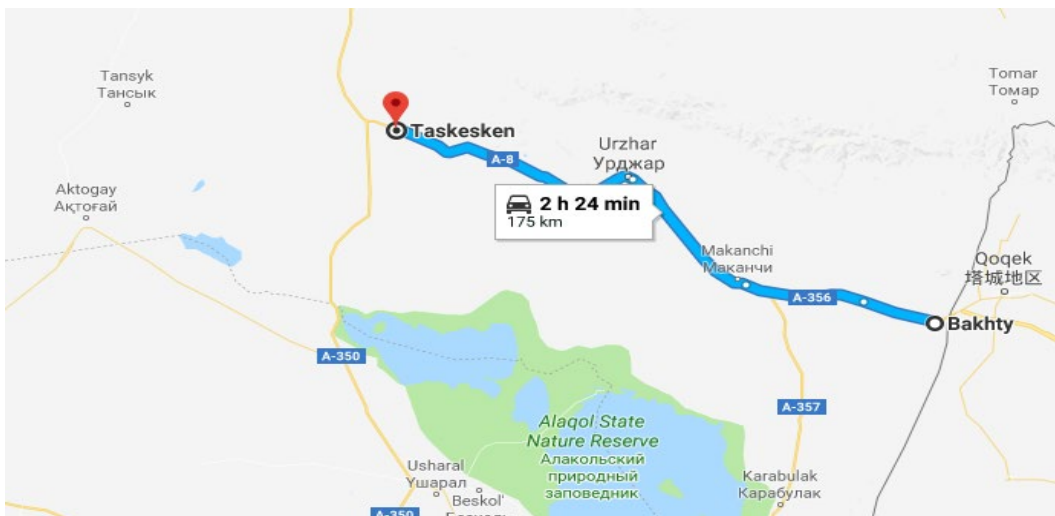 Tansyk
Тансык
Tomar
Томар
Taskesken
A-8
Urzhar
Урджар
Aktogay
Ақтоғай
2 h 24 min
175 km
Makanchi
Маканчи
Qoqek
塔城地区
A-356
Bakhty
A-350
A-357
Alaqol State
Nature Reserve
Алакольский
природный
заповедник
Usharal
Ушарал
Beskol'
Karabulak
Карабулак
A-350